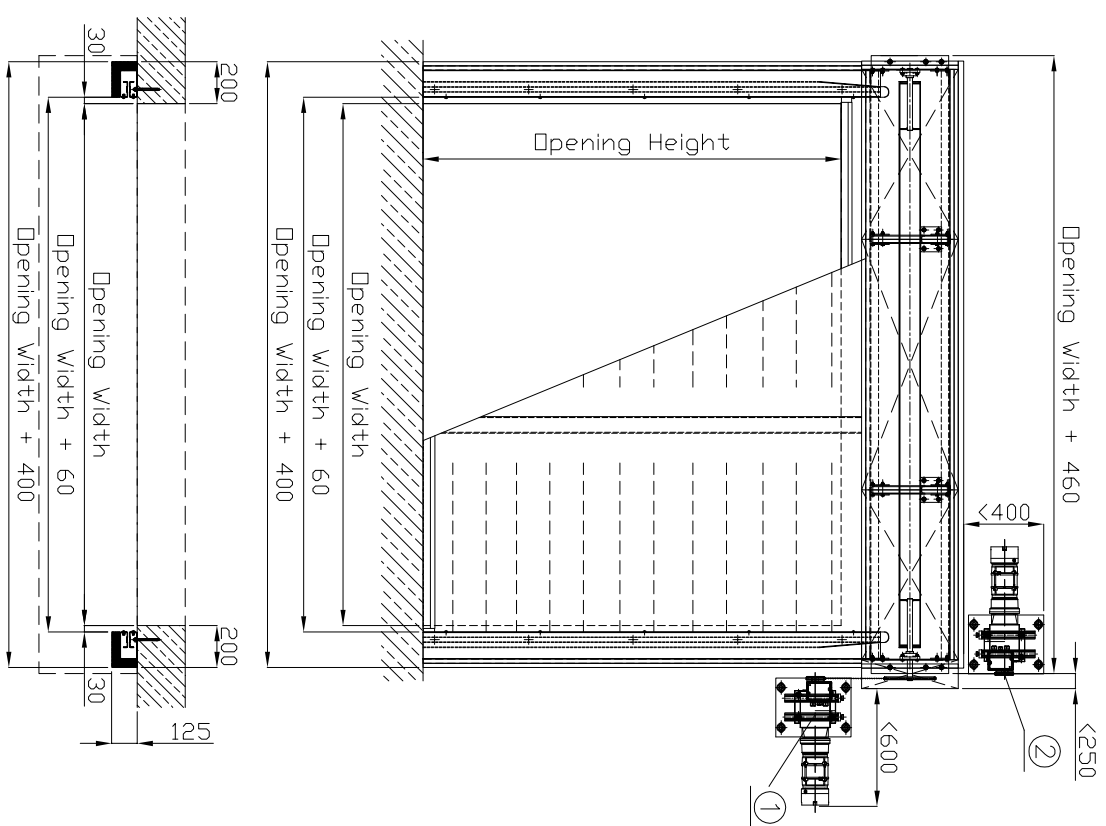 30
200
Opening Width
Opening Width + 60
Opening Width + 400
200
30
125
Opening Height
Opening Width
Opening Width + 60
Opening Width + 400
Opening Width + 460
<400
<250
<600
1
2